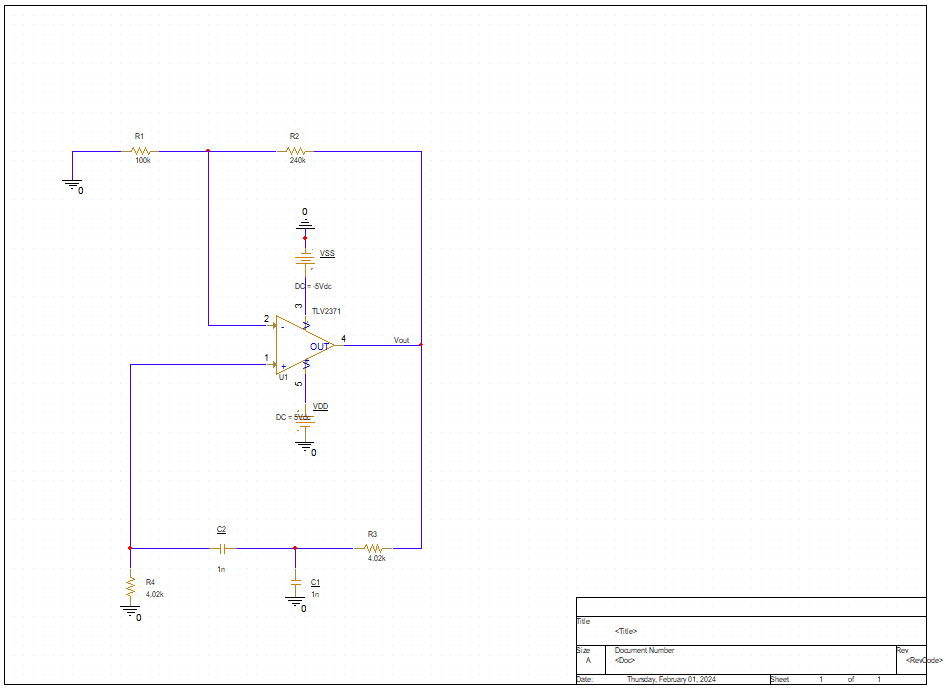 R1
R2
100k
240k
0
0
VSS
DC = -5Vdc
3
TLV2371
2
-
4
Vout
OUT
1
+
U1
5
VDD
DC = 5Vdc
0
C2
R3
4.02k
1n
R4
4.02k
C1
1n
0
0
Title
<Title>
Size
Document Number
Rev
A
<Doc>
<RevCode>
Date:
Thursday, February 01, 2024
Sheet
1
of
1